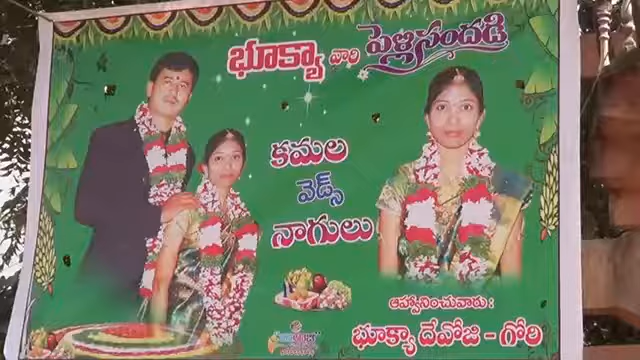 భూక్యా వారి పెళ్లిసందడి
కమల
వెడ్స్
నాగులు
ఆహ్వానించువారు :
భూక్యా దేవోజి - గోరి